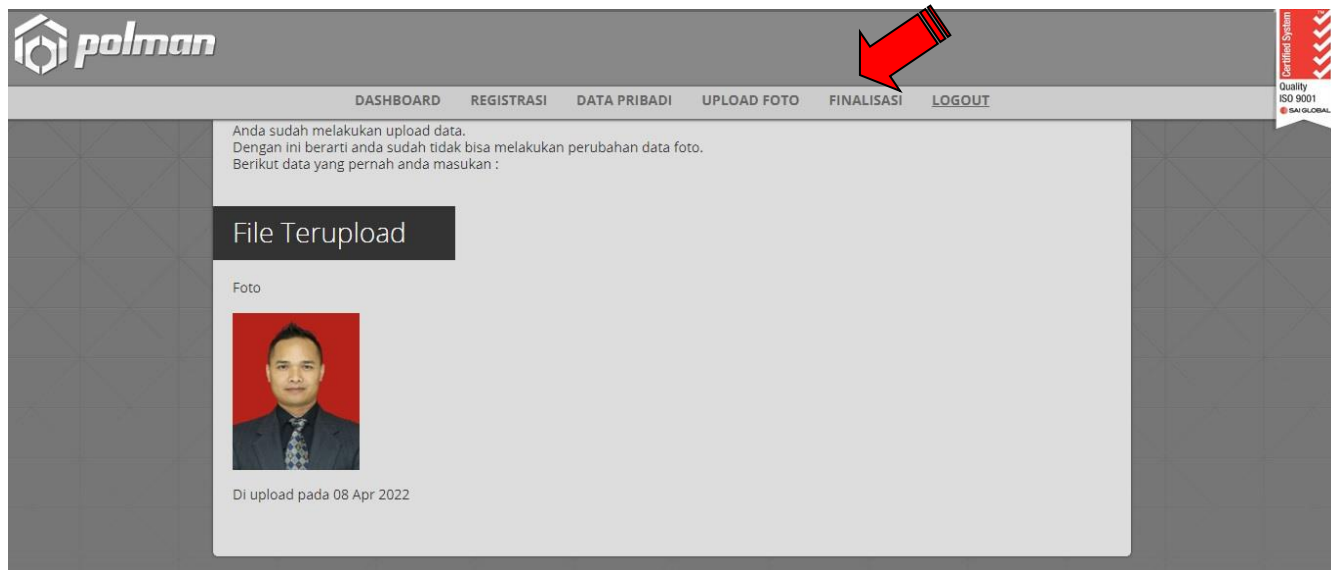 polman
Certified System
Quality
ISO 9001
SAI GLOBAL
DASHBOARD REGISTRASI DATA PRIBADI UPLOAD FOTO FINALISASI LOGOUT
Anda sudah melakukan upload data.
Dengan ini berarti anda sudah tidak bisa melakukan perubahan data foto.
Berikut data yang pernah anda masukan :
File Terupload
Foto
Di upload pada 08 Apr 2022